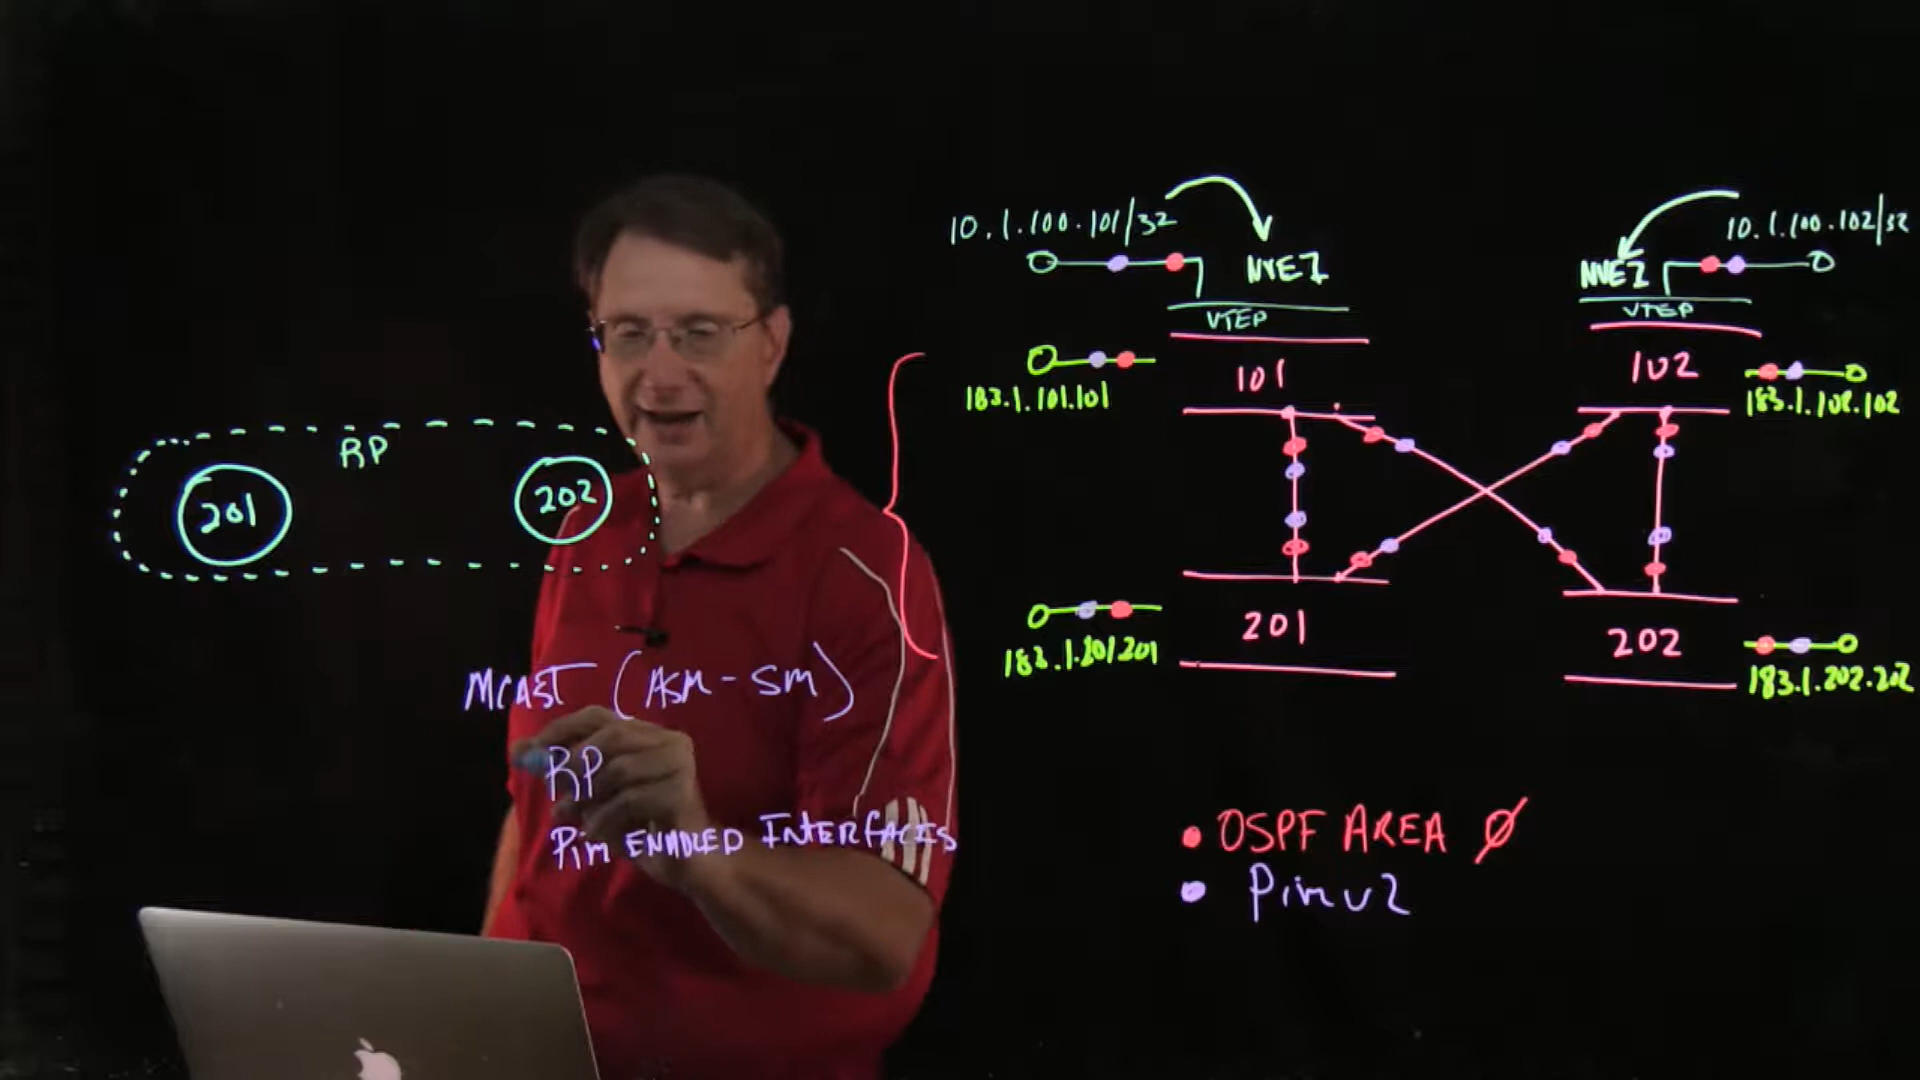 RP
201
202
MCAST (ASM-SM)
RP
Pim ENABLED INTERFACES
10.1.100.101/32
NVE1
VTEP
101
183.1.101.101
201
183.1.201.201
10.1.100.102/32
NVE1
VTEP
102
183.1.102.102
202
183.1.202.202
OSPF AREA Ø
Pimv2